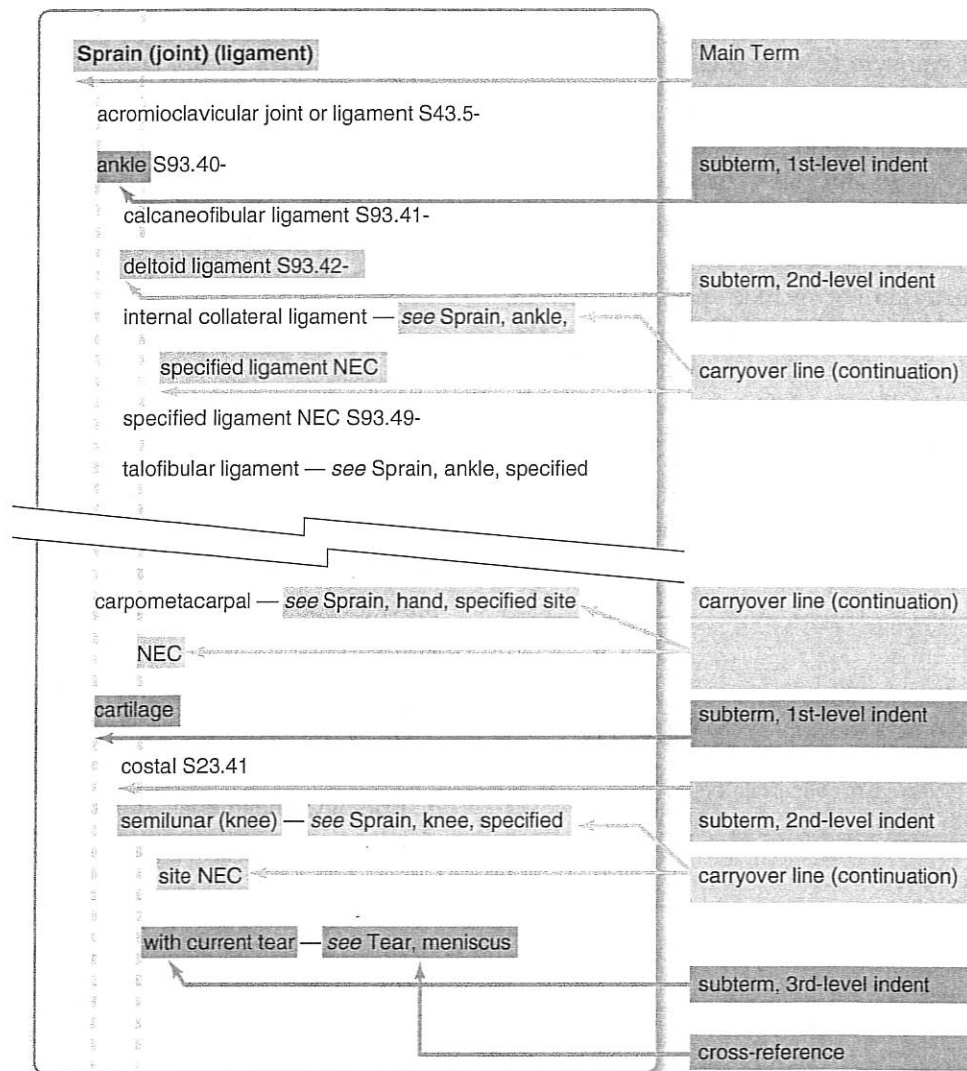 Sprain (joint) (ligament)
Main Term
acromioclavicular joint or ligament S43.5-
ankle S93.40-
subterm, 1st-level indent
calcaneofibular ligament S93.41-
deltoid ligament S93.42-
subterm, 2nd-level indent
internal collateral ligament — see Sprain, ankle,
specified ligament NEC
carryover line (continuation)
specified ligament NEC S93.49-
talofibular ligament — see Sprain, ankle, specified
carpometacarpal — see Sprain, hand, specified site
carryover line (continuation)
NEC
cartilage
subterm, 1st-level indent
costal S23.41
semilunar (knee) — see Sprain, knee, specified
subterm, 2nd-level indent
site NEC
carryover line (continuation)
with current tear — see Tear, meniscus
subterm, 3rd-level indent
cross-reference